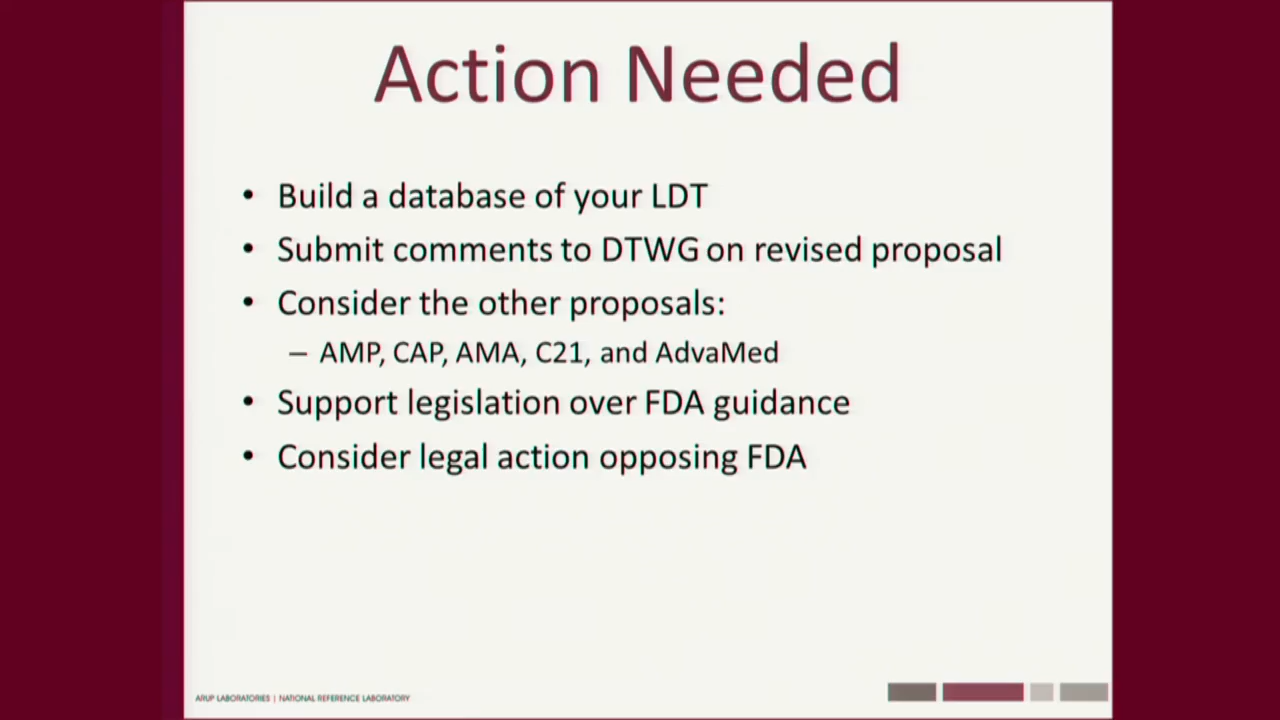 Action Needed
• Build a database of your LDT
• Submit comments to DTWG on revised proposal
• Consider the other proposals:
– AMP, CAP, AMA, C21, and AdvaMed
• Support legislation over FDA guidance
• Consider legal action opposing FDA
ARUP LABORATORIES | NATIONAL REFERENCE LABORATORY